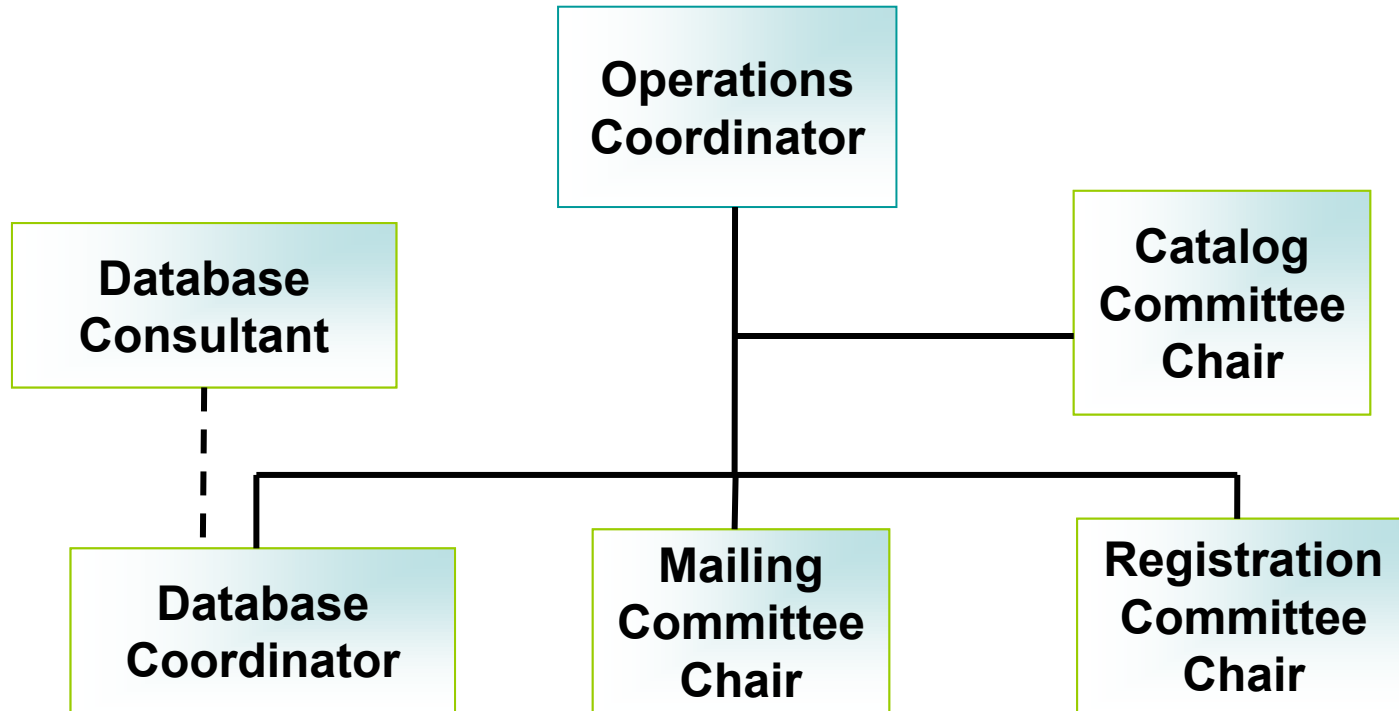 Operations
Coordinator
Catalog
Committee
Chair
Database
Consultant
Database
Coordinator
Mailing
Committee
Chair
Registration
Committee
Chair